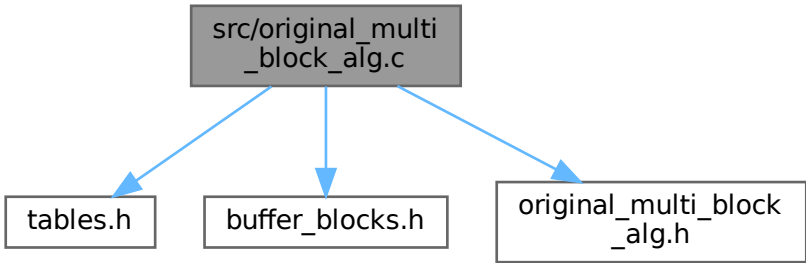 src/original_multi
_block_alg.c
tables.h
buffer_blocks.h
original_multi_block
_alg.h